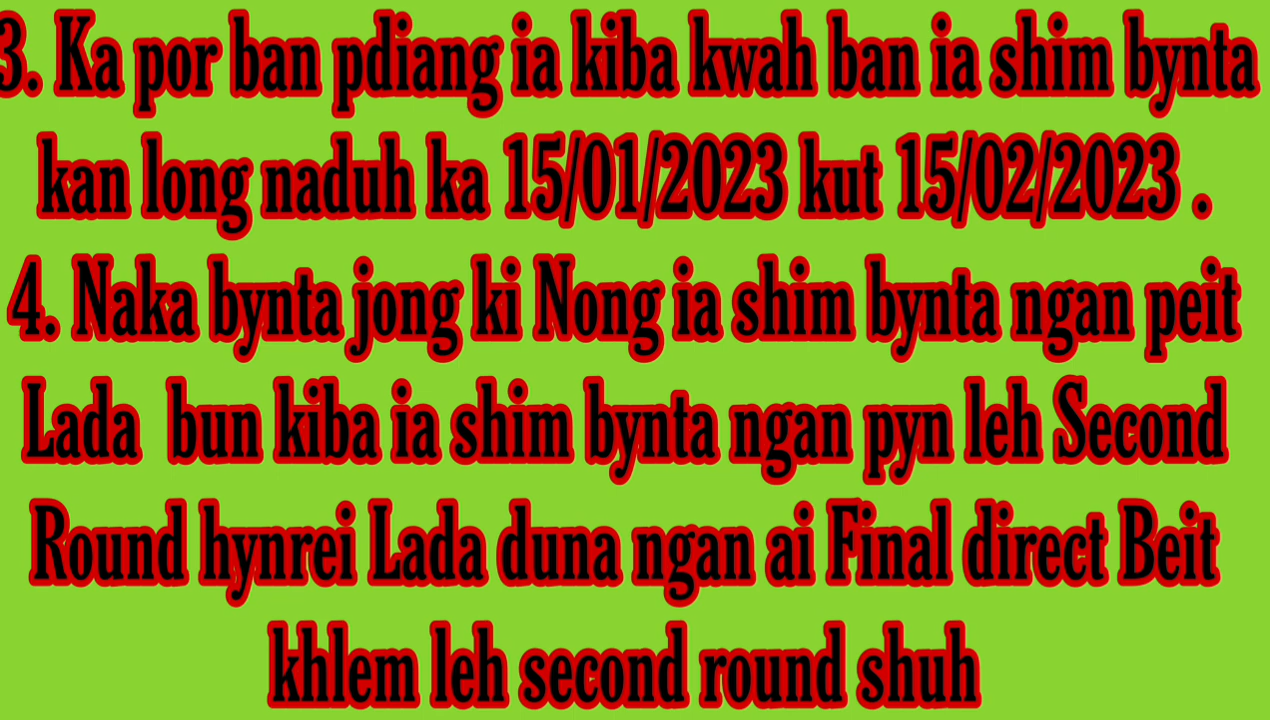 3. Ka por ban pdiang ia kiba kwah ban ia shim bynta
kan long naduh ka 15/01/2023 kut 15/02/2023 .
4. Naka bynta jong ki Nong ia shim bynta ngan peit
Lada bun kiba ia shim bynta ngan pyn leh Second
Round hynrei Lada duna ngan ai Final direct Beit
khlem leh second round shuh